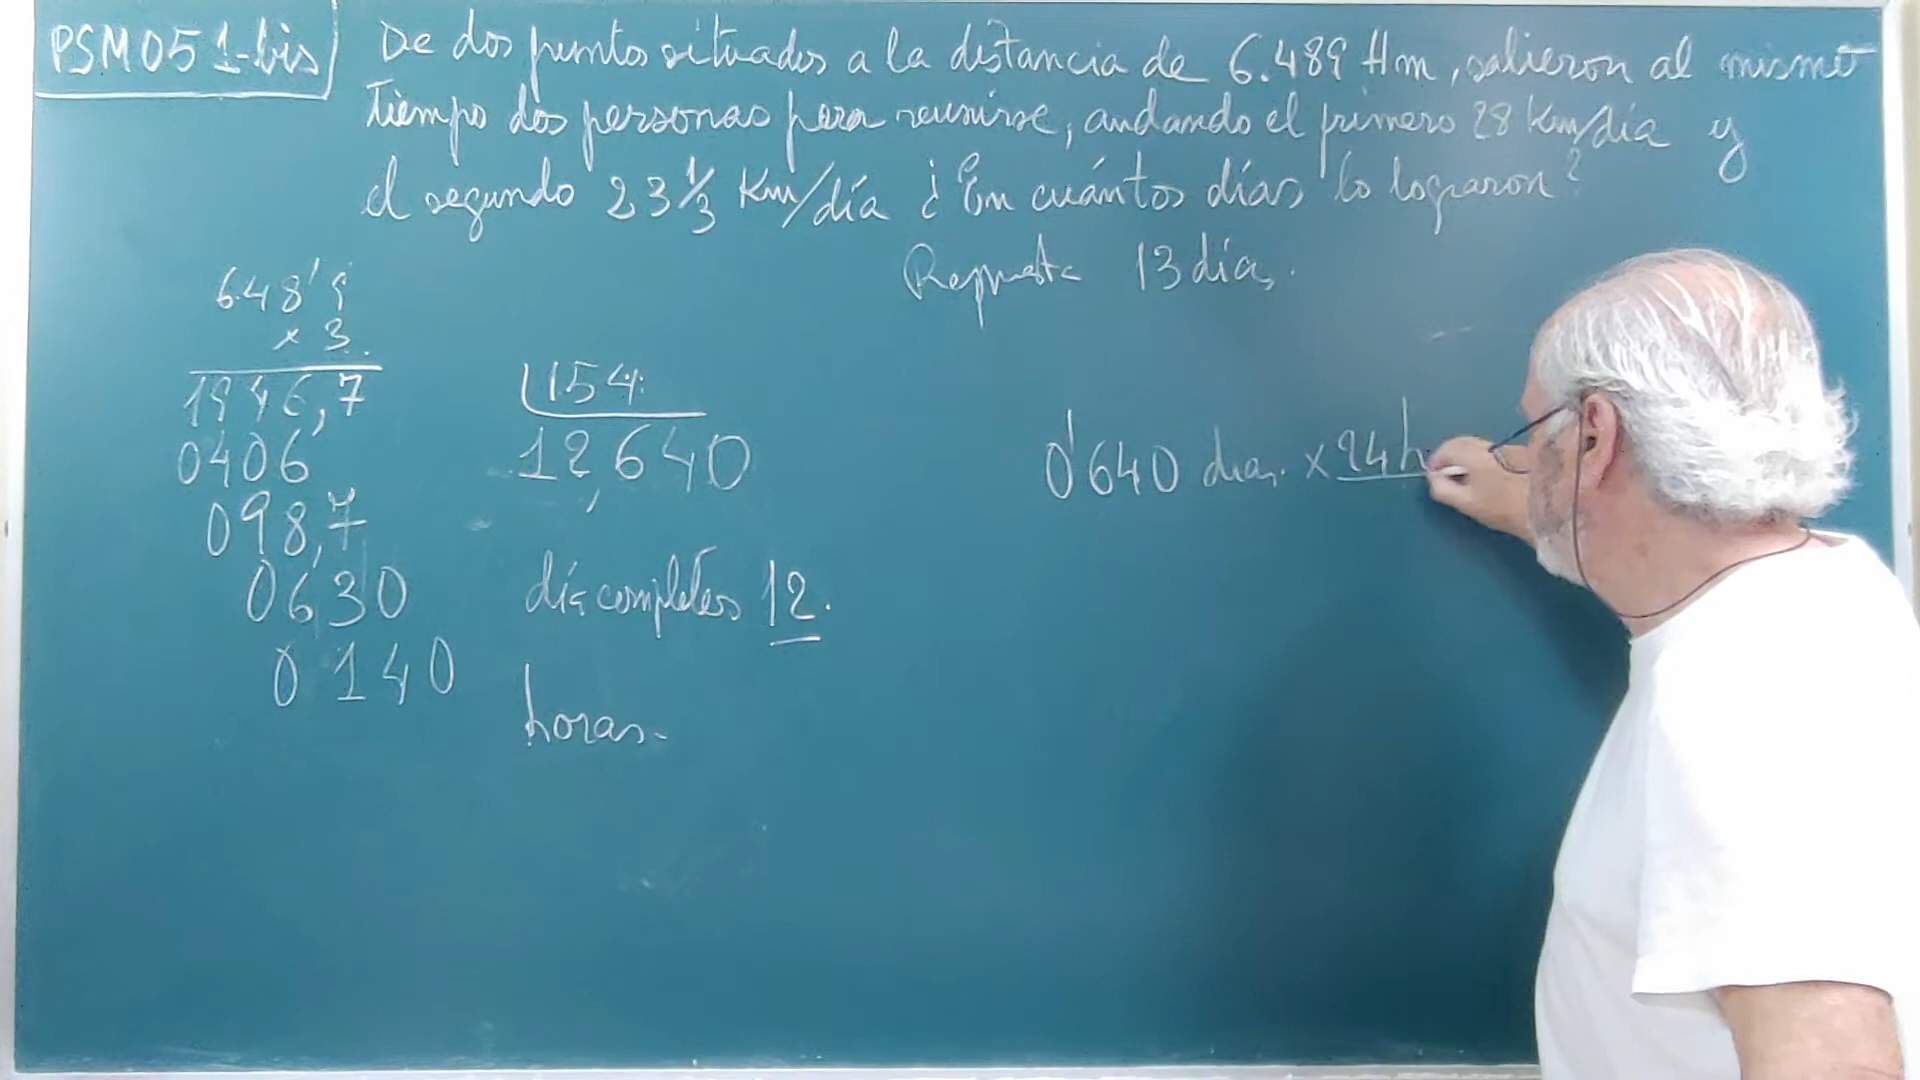 PSM051-bis
De dos puntos situados a la distancia de 6.489 Hm, salieron al mismo
tiempo dos personas para reunirse, andando el primero 28 Km/día y
el segundo 23 1/3 Km/día ¿En cuántos días lo lograron?
Respuesta 13 días.
648'9
x 3
1946,7 154
0406 12,640
098,7
0630
0140
días completos 12.
horas.
0'640 dias. x 24 h